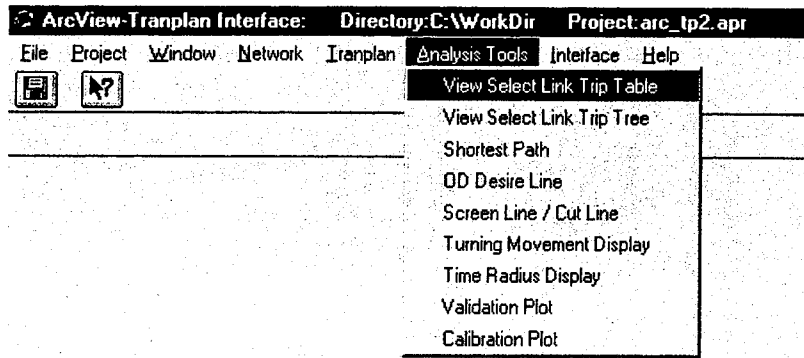 ArcView-Tranplan Interface: Directory:C:\WorkDir Project:arc_tp2.apr
File Project Window Network Tranplan Analysis Tools Interface Help
View Select Link Trip Table
View Select Link Trip Tree
Shortest Path
OD Desire Line
Screen Line / Cut Line
Turning Movement Display
Time Radius Display
Validation Plot
Calibration Plot